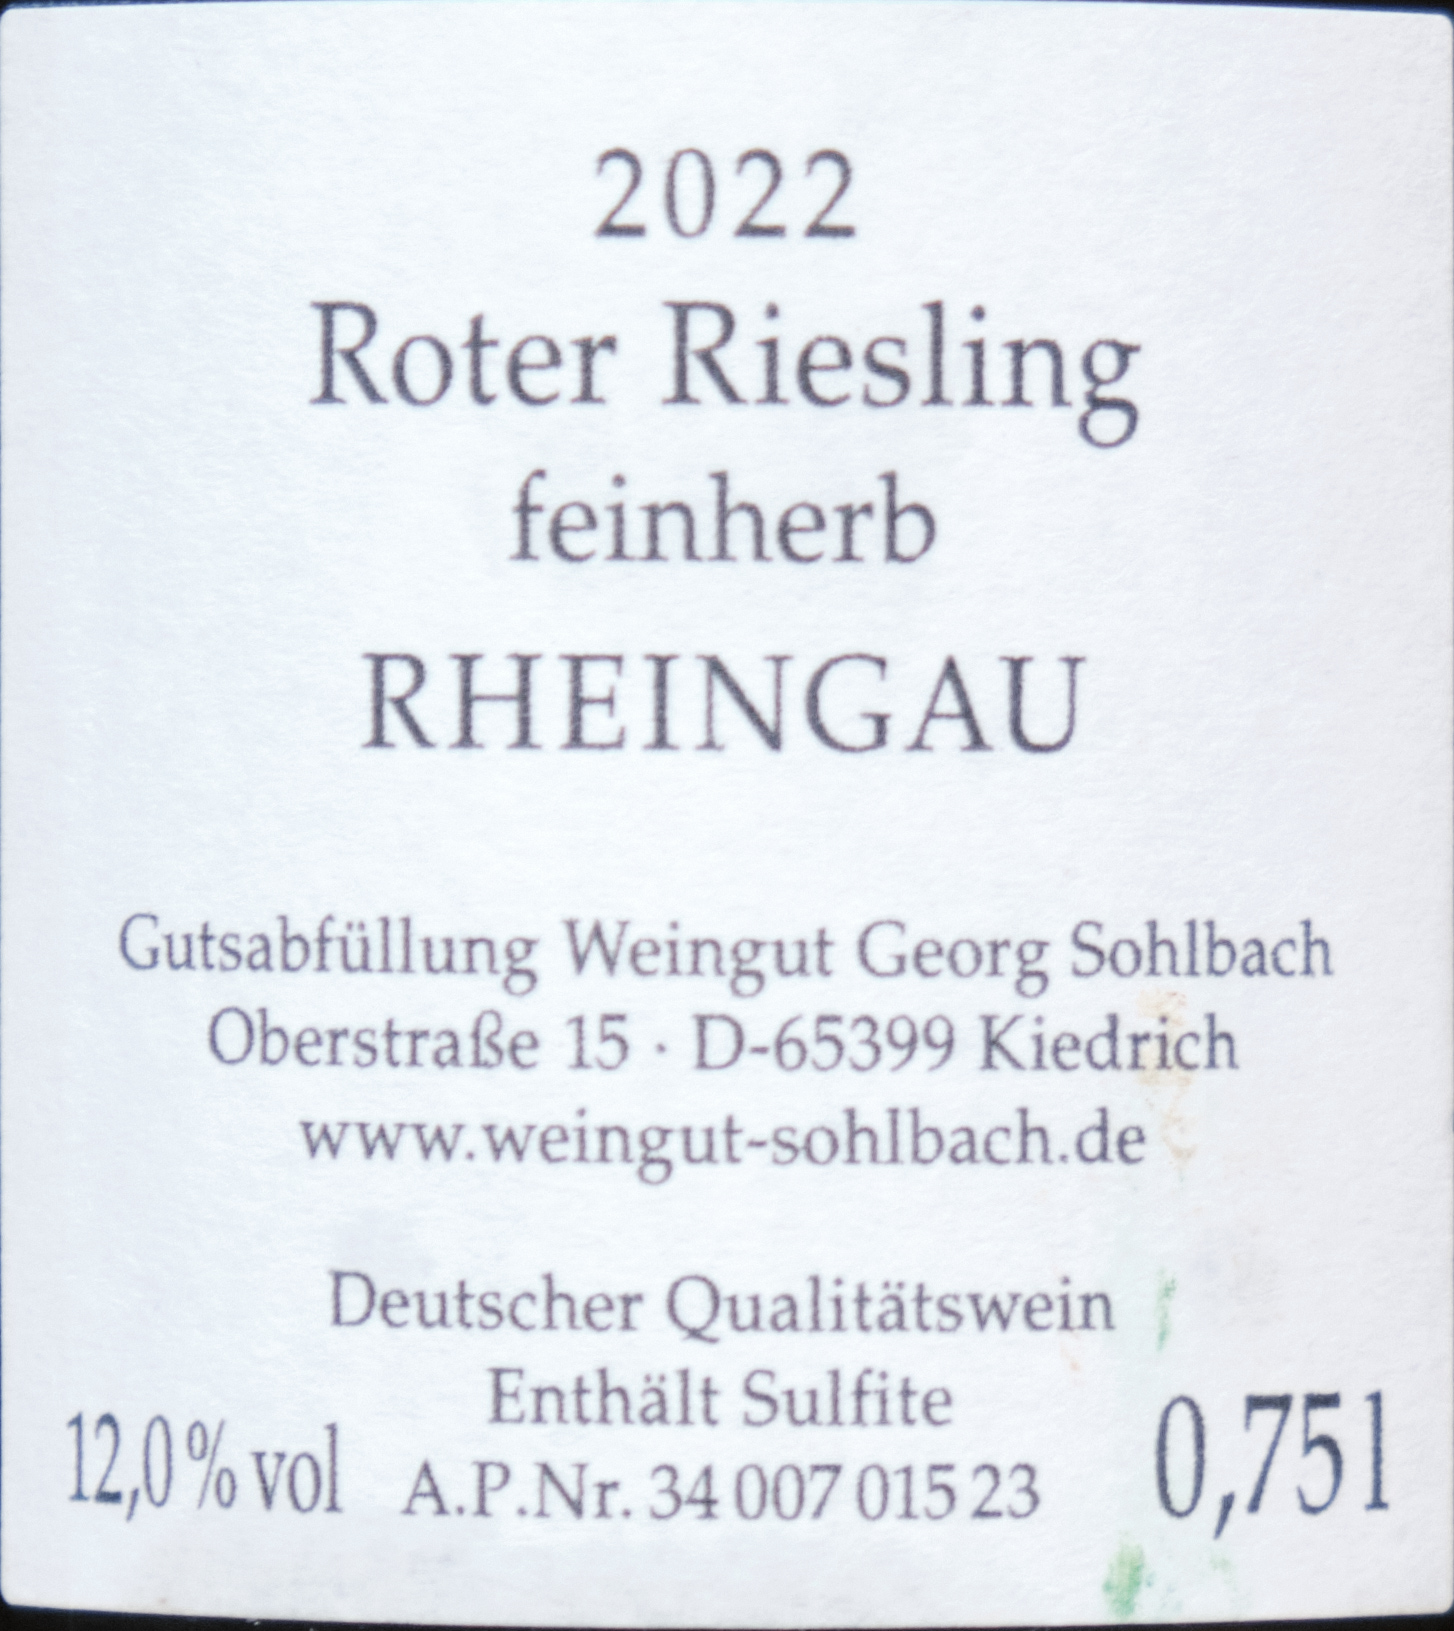 2022
Roter Riesling
feinherb
RHEINGAU
Gutsabfüllung Weingut Georg Sohlbach
Oberstraße 15 · D-65399 Kiedrich
www.weingut-sohlbach.de
Deutscher Qualitätswein
Enthält Sulfite
12,0% vol A.P.Nr. 34 007 015 23 0,75 l